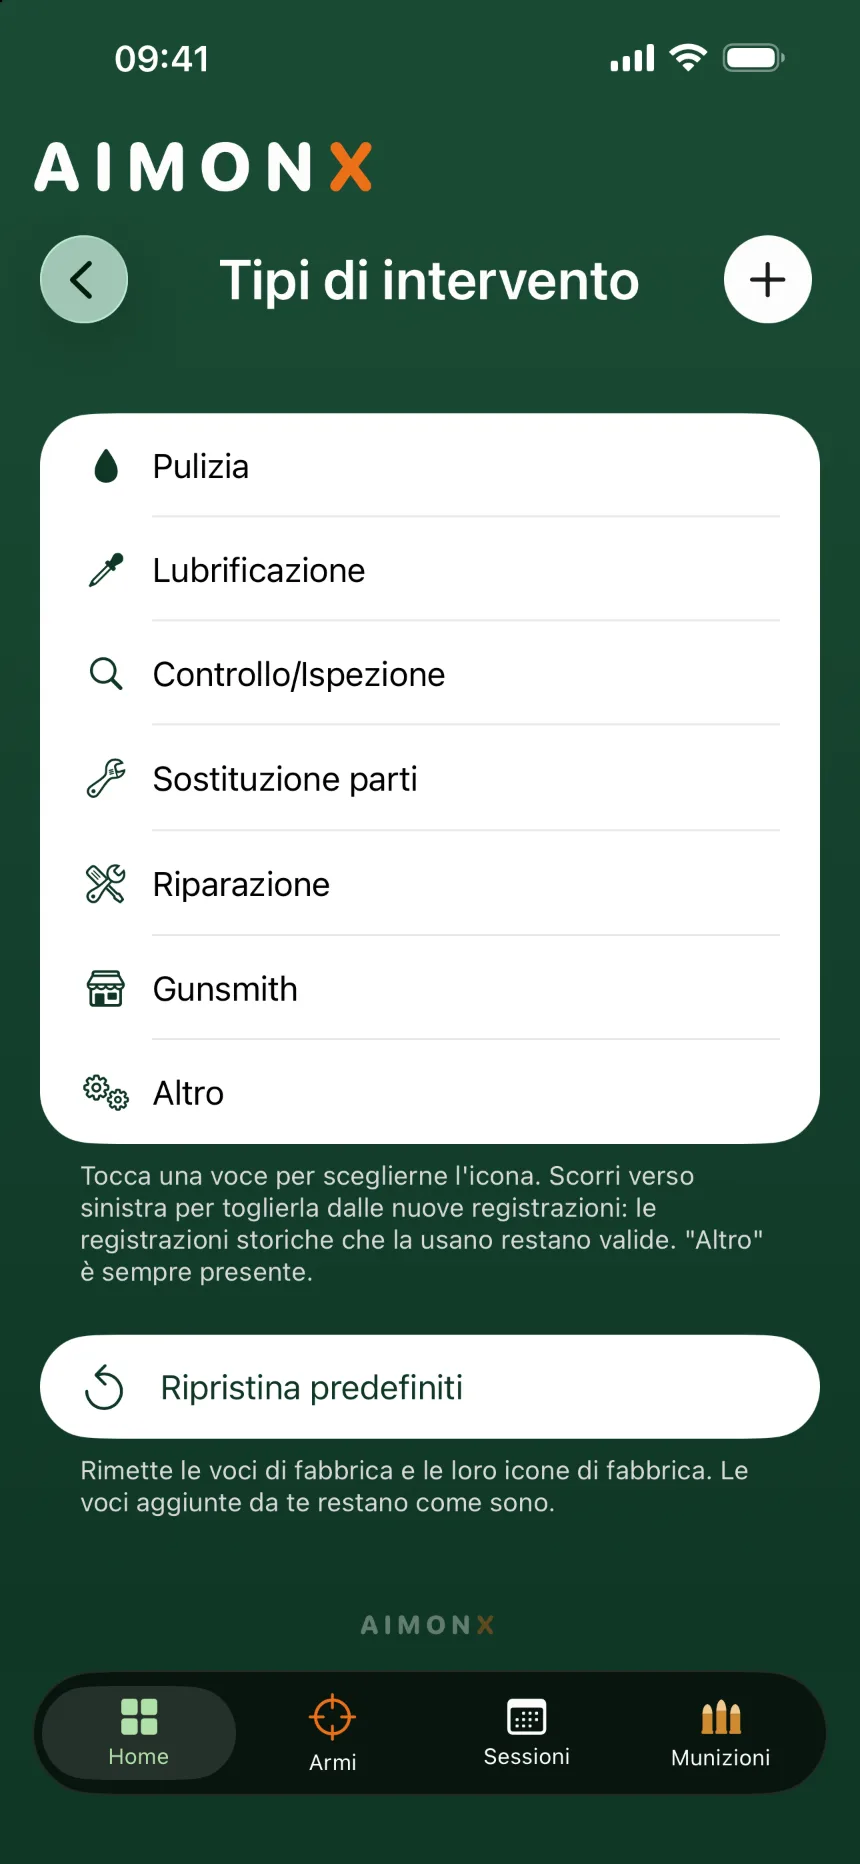 09:41
AIMONX
Tipi di intervento
Pulizia
Lubrificazione
Controllo/Ispezione
Sostituzione parti
Riparazione
Gunsmith
Altro
Tocca una voce per sceglierne l'icona. Scorri verso
sinistra per toglierla dalle nuove registrazioni: le
registrazioni storiche che la usano restano valide. "Altro"
è sempre presente.
Ripristina predefiniti
Rimette le voci di fabbrica e le loro icone di fabbrica. Le
voci aggiunte da te restano come sono.
AIMONX
Home
Armi
Sessioni
Munizioni